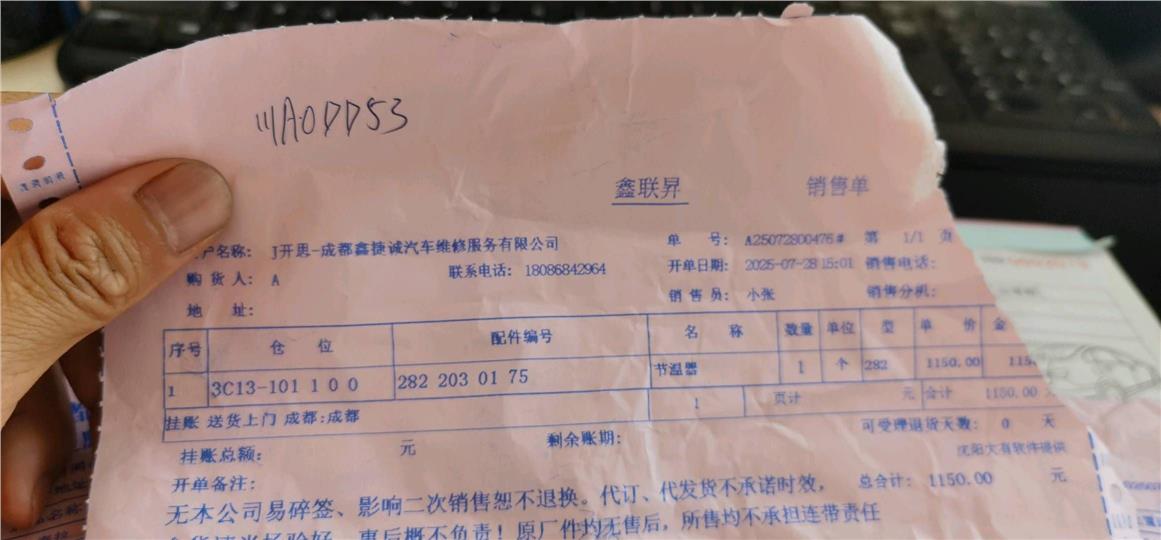 鑫联昇 销售单
户名称: J开思-成都鑫捷诚汽车维修服务有限公司 单 号: A25072800476# 第 1/1 页
购 货 人: A 联系电话: 18086842964 开单日期: 2025-07-28 15:01 销售电话:
地 址: 销 售 员: 小张 销售分机:
序号 仓 位 配件编号 名 称 数量 单位 型 单 价 金
1 3C13-101 1 0 0 282 203 01 75 节温器 1 个 282 1150.00 115
挂账 送货上门 成都:成都 1 页计 元 合计 1150.00
挂账总额: 元 剩余账期: 可受理退货天数: 0 天
沈阳大有软件提供
开单备注: 总合计: 1150.00 元
无本公司易碎签、影响二次销售恕不退换。代订、代发货不承诺时效,
事后概不负责!原厂件均无售后,所售均不承担连带责任